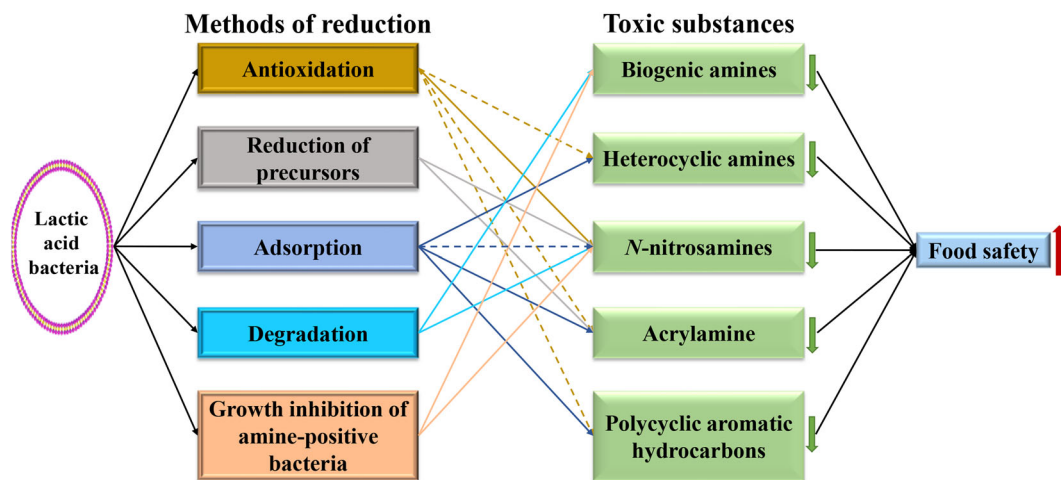 Methods of reduction
Toxic substances
Lactic
acid
bacteria
Antioxidation
Reduction of
precursors
Adsorption
Degradation
Growth inhibition of
amine-positive
bacteria
Biogenic amines
Heterocyclic amines
N-nitrosamines
Acrylamine
Polycyclic aromatic
hydrocarbons
Food safety